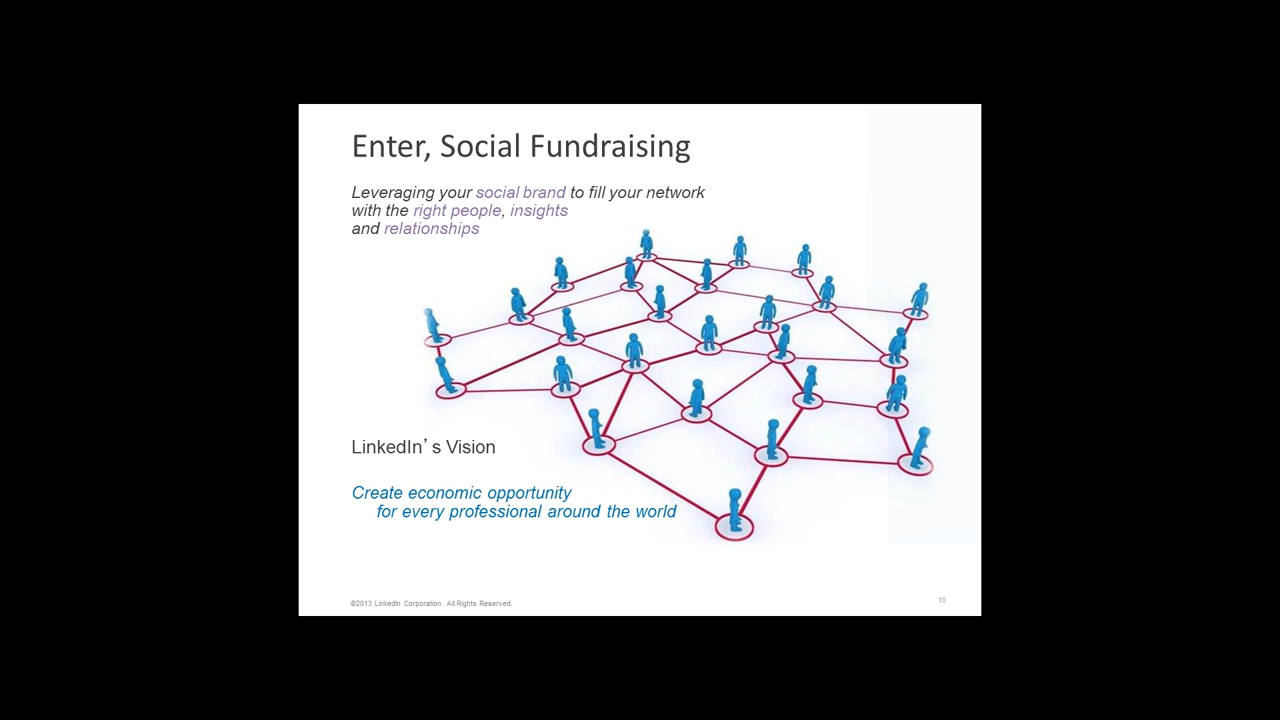 Enter, Social Fundraising
Leveraging your social brand to fill your network
with the right people, insights
and relationships
LinkedIn’s Vision
Create economic opportunity
for every professional around the world
©2013 LinkedIn Corporation. All Rights Reserved.
10